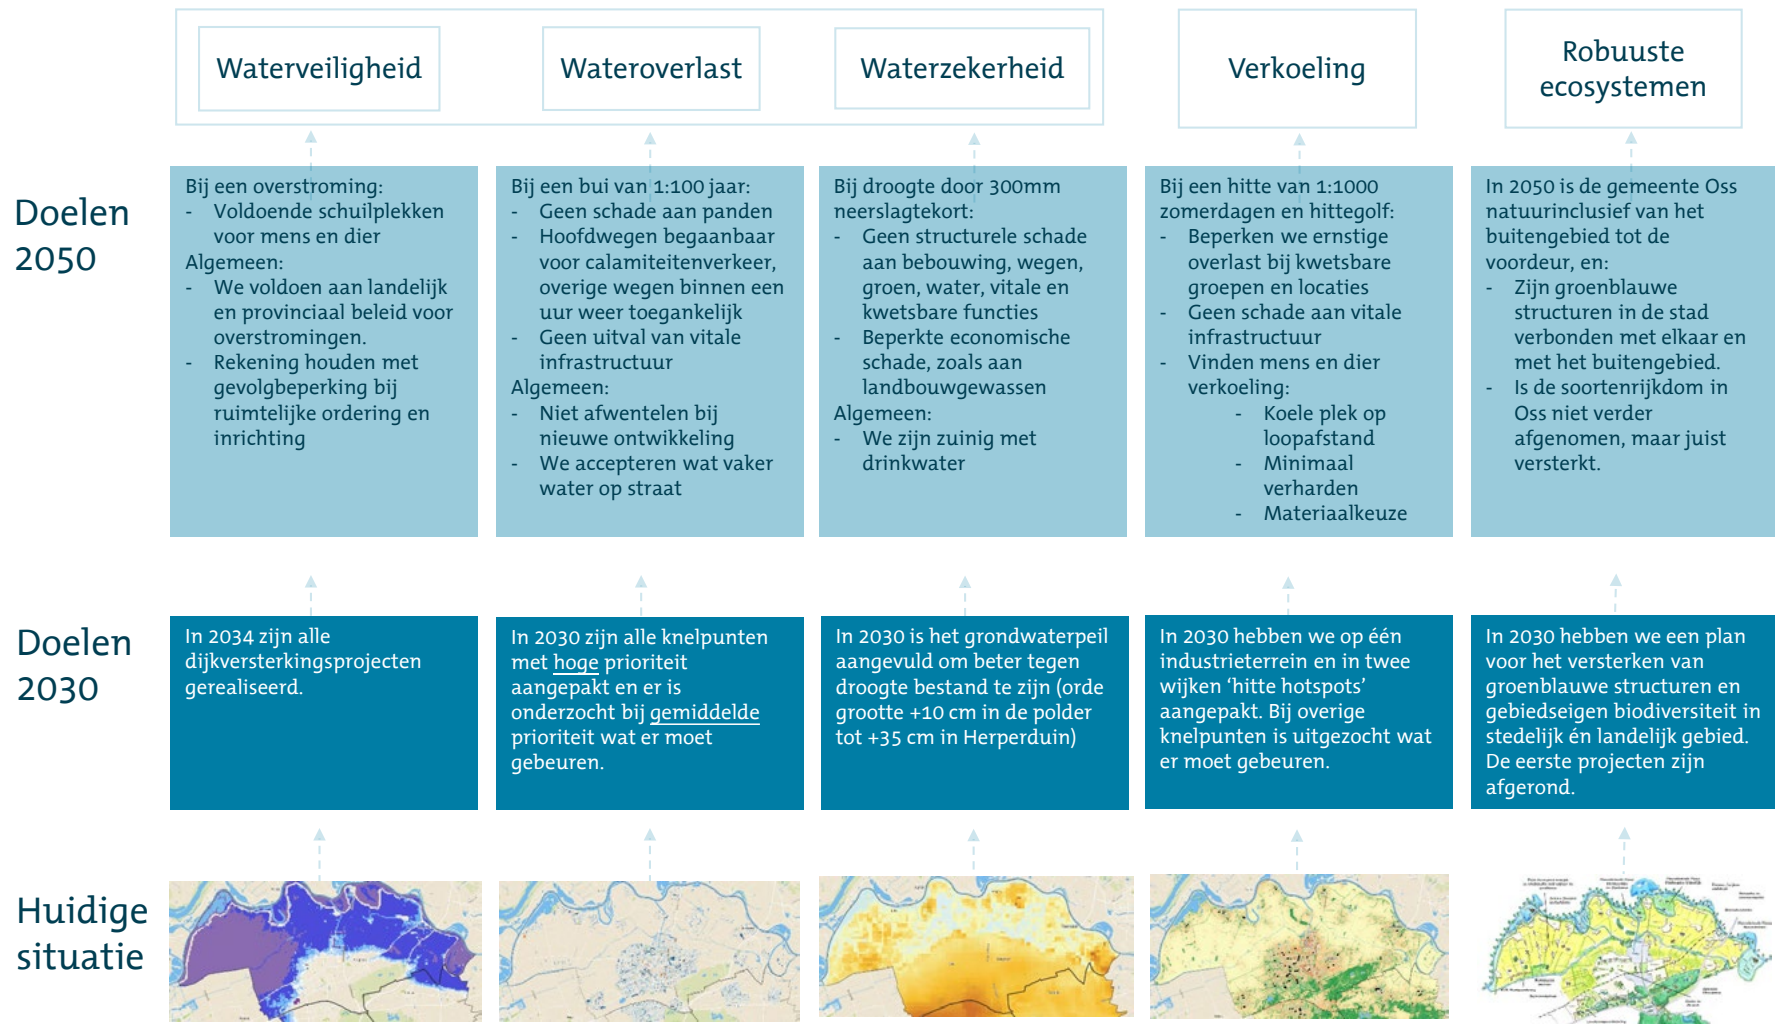 Waterveiligheid
Wateroverlast
Waterzekerheid
Verkoeling
Robuuste
ecosystemen
Doelen
2050
Bij een overstroming:
- Voldoende schuilplekken
voor mens en dier
Algemeen:
- We voldoen aan landelijk
en provinciaal beleid voor
overstromingen.
- Rekening houden met
gevolgbeperking bij
ruimtelijke ordering en
inrichting
Bij een bui van 1:100 jaar:
- Geen schade aan panden
- Hoofdwegen begaanbaar
voor calamiteitenverkeer,
overige wegen binnen een
uur weer toegankelijk
- Geen uitval van vitale
infrastructuur
Algemeen:
- Niet afwentelen bij
nieuwe ontwikkeling
- We accepteren wat vaker
water op straat
Bij droogte door 300mm
neerslagtekort:
- Geen structurele schade
aan bebouwing, wegen,
groen, water, vitale en
kwetsbare functies
- Beperkte economische
schade, zoals aan
landbouwgewassen
Algemeen:
- We zijn zuinig met
drinkwater
Bij een hitte van 1:1000
zomerdagen en hittegolf:
- Beperken we ernstige
overlast bij kwetsbare
groepen en locaties
- Geen schade aan vitale
infrastructuur
- Vinden mens en dier
verkoeling:
- Koele plek op
loopafstand
- Minimaal
verharden
- Materiaalkeuze
In 2050 is de gemeente Oss
natuurinclusief van het
buitengebied tot de
voordeur, en:
- Zijn groenblauwe
structuren in de stad
verbonden met elkaar en
met het buitengebied.
- Is de soortenrijkdom in
Oss niet verder
afgenomen, maar juist
versterkt.
Doelen
2030
In 2034 zijn alle
dijkversterkingsprojecten
gerealiseerd.
In 2030 zijn alle knelpunten
met hoge prioriteit
aangepakt en er is
onderzocht bij gemiddelde
prioriteit wat er moet
gebeuren.
In 2030 is het grondwaterpeil
aangevuld om beter tegen
droogte bestand te zijn (orde
grootte +10 cm in de polder
tot +35 cm in Herperduin)
In 2030 hebben we op één
industrieterrein en in twee
wijken ‘hitte hotspots’
aangepakt. Bij overige
knelpunten is uitgezocht wat
er moet gebeuren.
In 2030 hebben we een plan
voor het versterken van
groenblauwe structuren en
gebiedseigen biodiversiteit in
stedelijk én landelijk gebied.
De eerste projecten zijn
afgerond.
Huidige
situatie